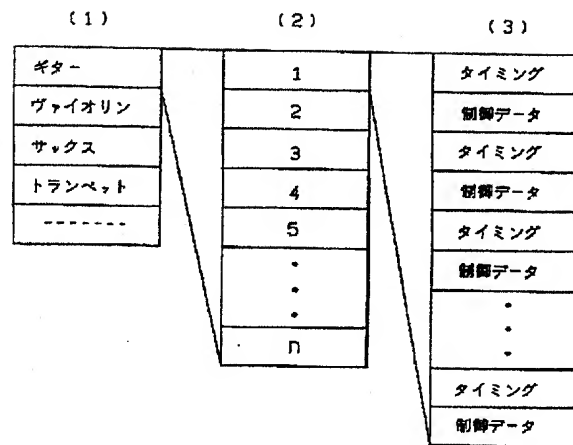 (1)
(2)
(3)
ギター
ヴァイオリン
サックス
トランペット
-------
1
2
3
4
5
・
・
・
n
タイミング
制御データ
タイミング
制御データ
タイミング
制御データ
・
・
・
タイミング
制御データ